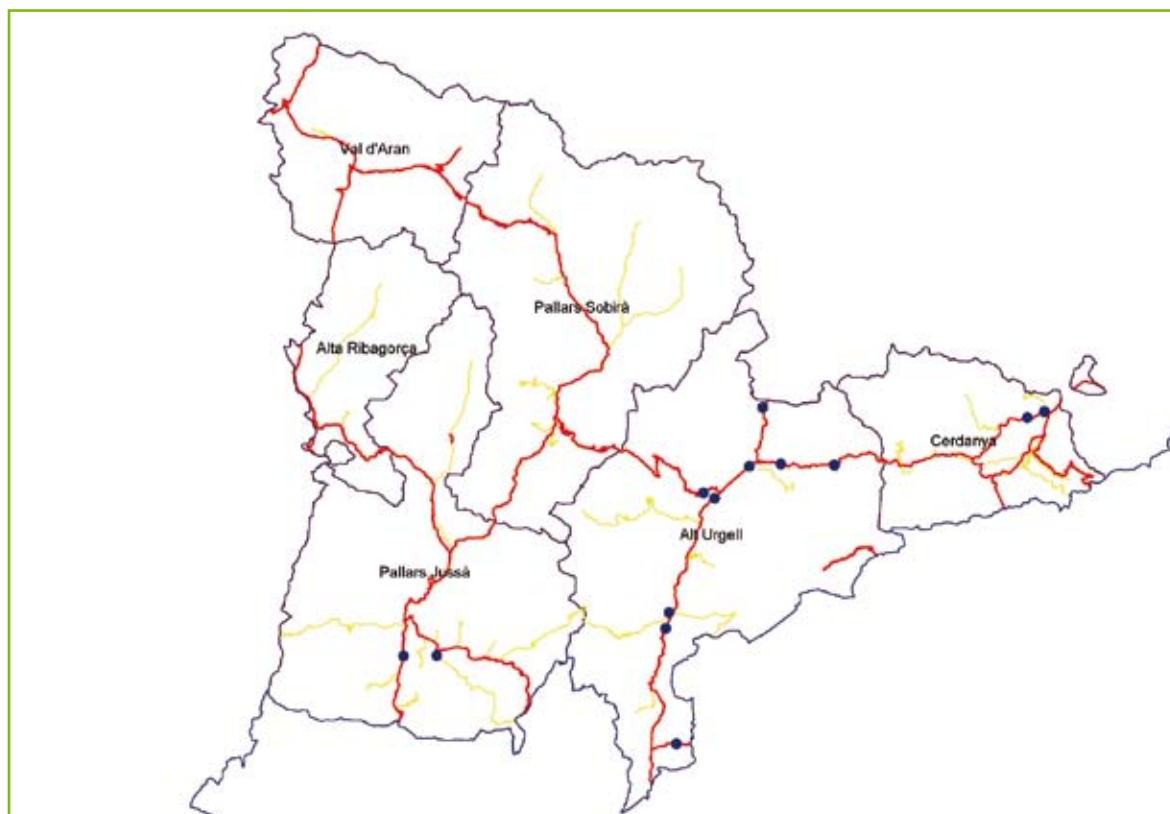 Val d'Aran
Pallars Sobirà
Alta Ribagorça
Cerdanya
Alt Urgell
Pallars Jussà